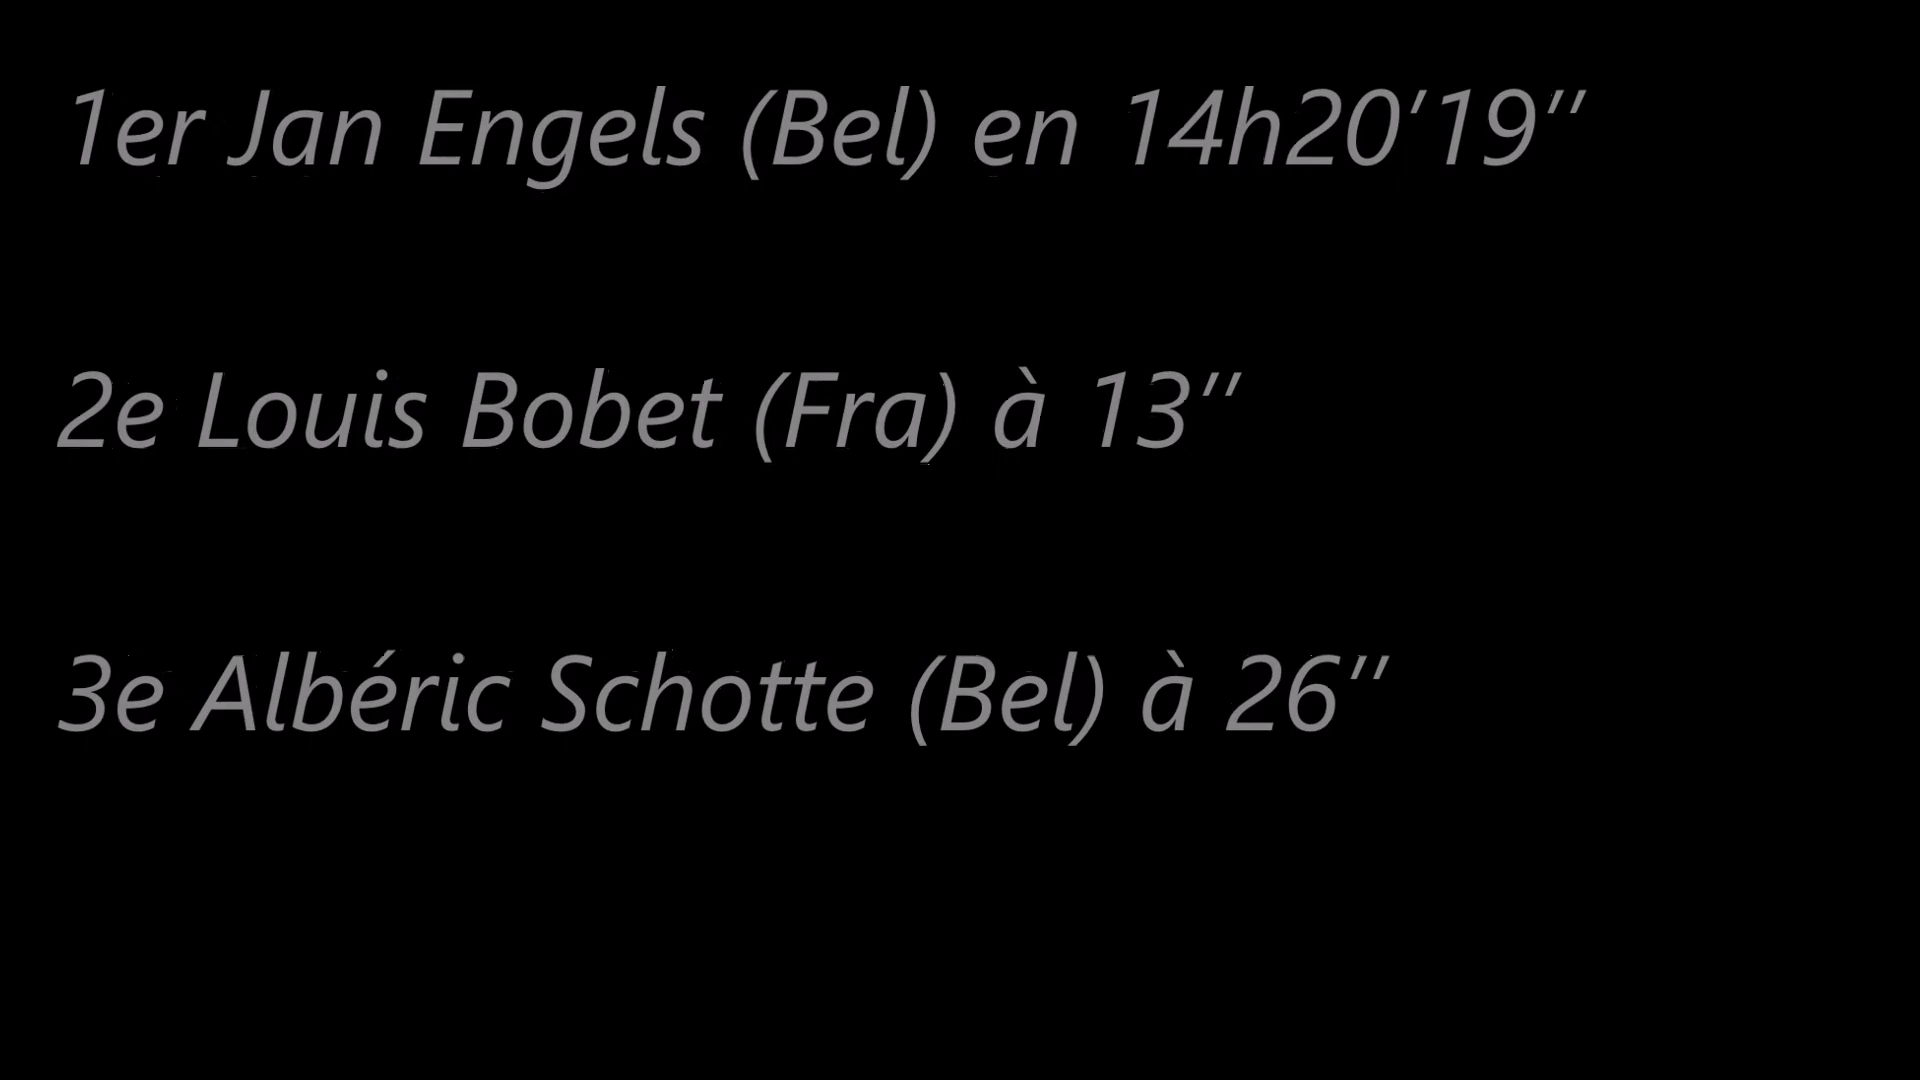 1er Jan Engels (Bel) en 14h20’19’’
2e Louis Bobet (Fra) à 13’’
3e Albéric Schotte (Bel) à 26’’